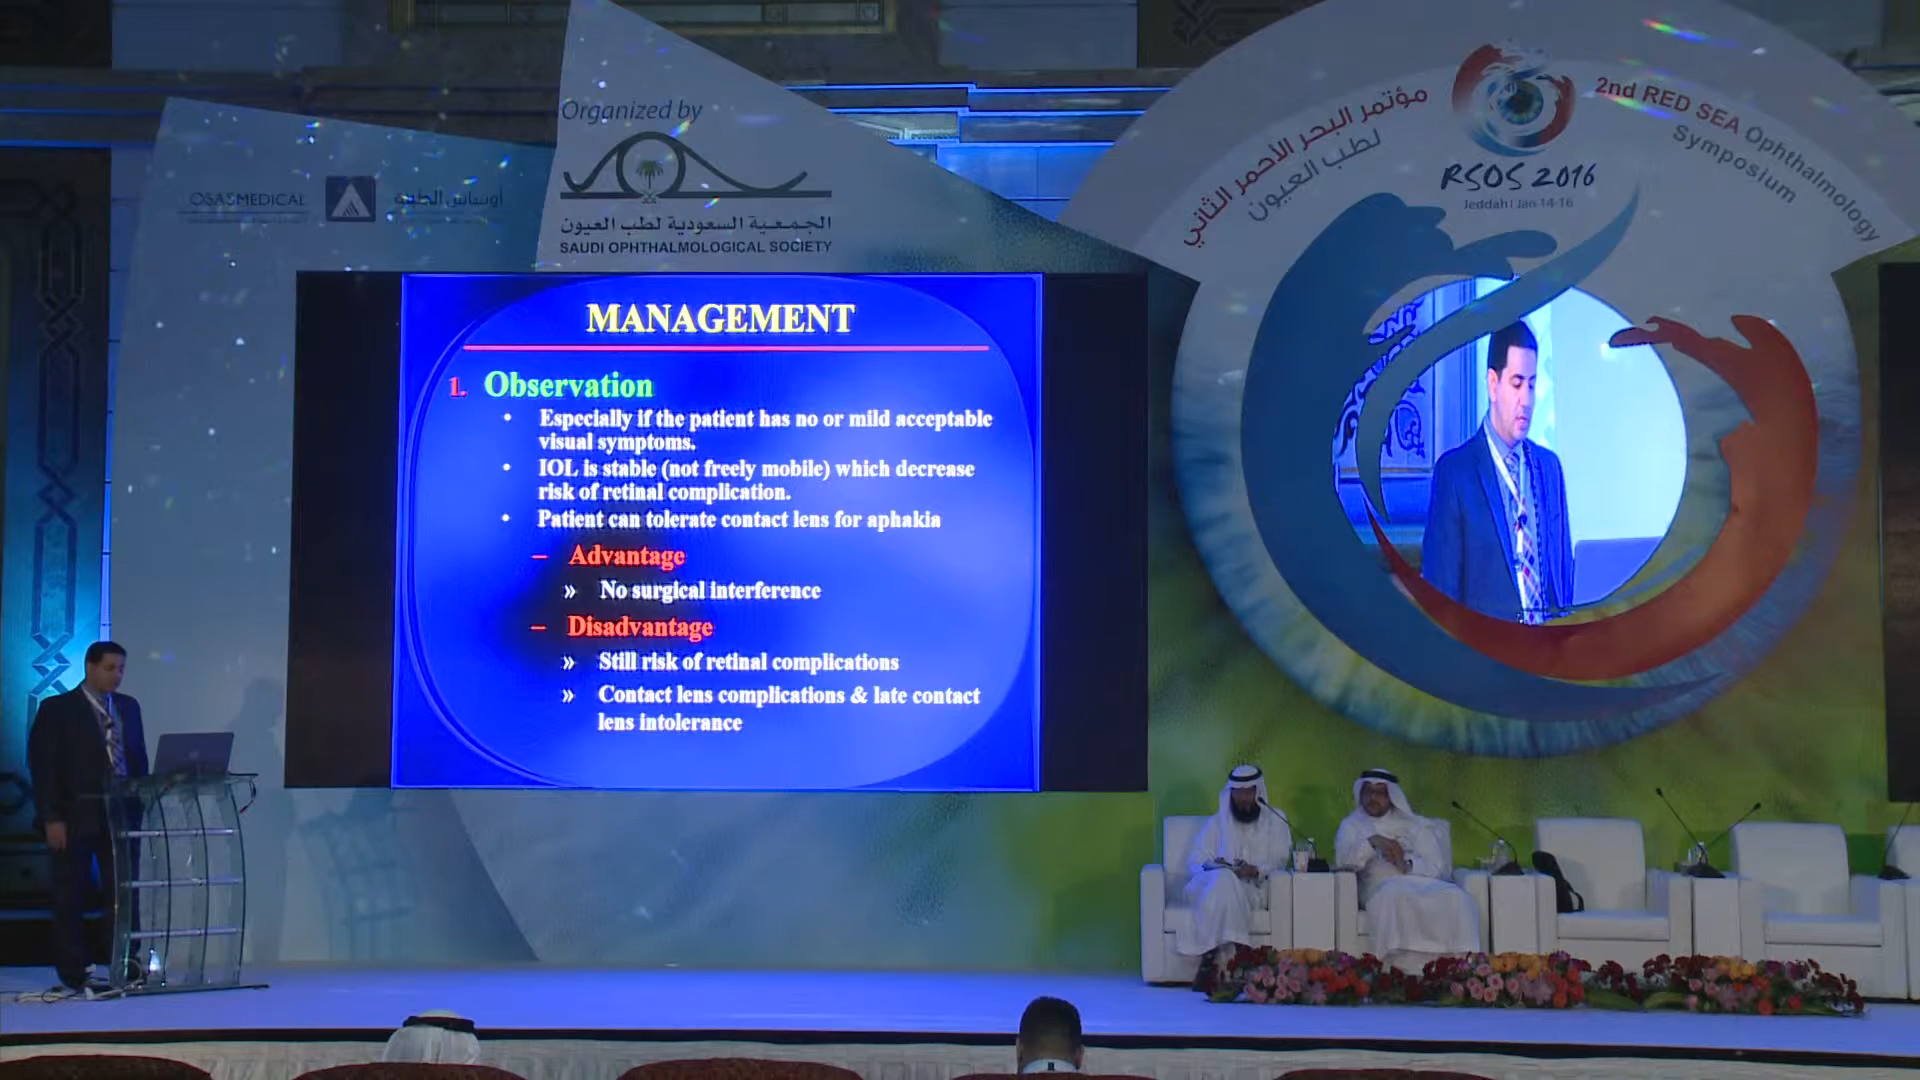 Organized by
الجمعية السعودية لطب العيون
SAUDI OPHTHALMOLOGICAL SOCIETY
OSASMEDICAL
أوساس الطبية
مؤتمر البحر الأحمر الثاني
لطب العيون
2nd RED SEA Ophthalmology
Symposium
RSOS 2016
Jeddah | Jan 14-16
MANAGEMENT
1. Observation
• Especially if the patient has no or mild acceptable
visual symptoms.
• IOL is stable (not freely mobile) which decrease
risk of retinal complication.
• Patient can tolerate contact lens for aphakia
– Advantage
» No surgical interference
– Disadvantage
» Still risk of retinal complications
» Contact lens complications & late contact
lens intolerance